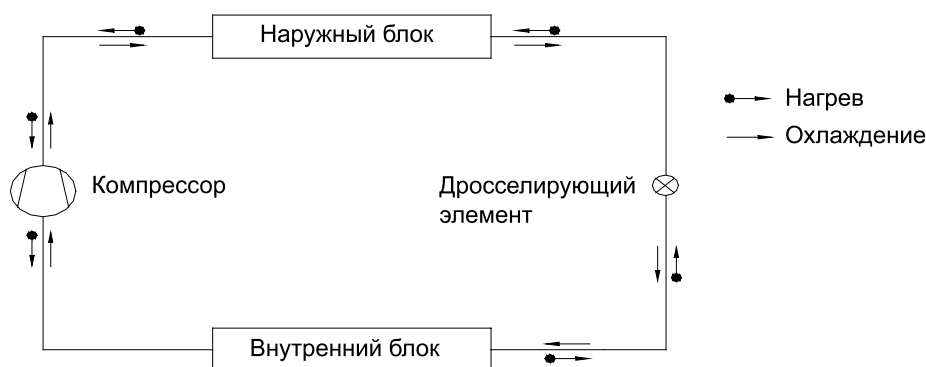 Наружный блок
Нагрев
Охлаждение
Компрессор
Дросселирующий
элемент
Внутренний блок